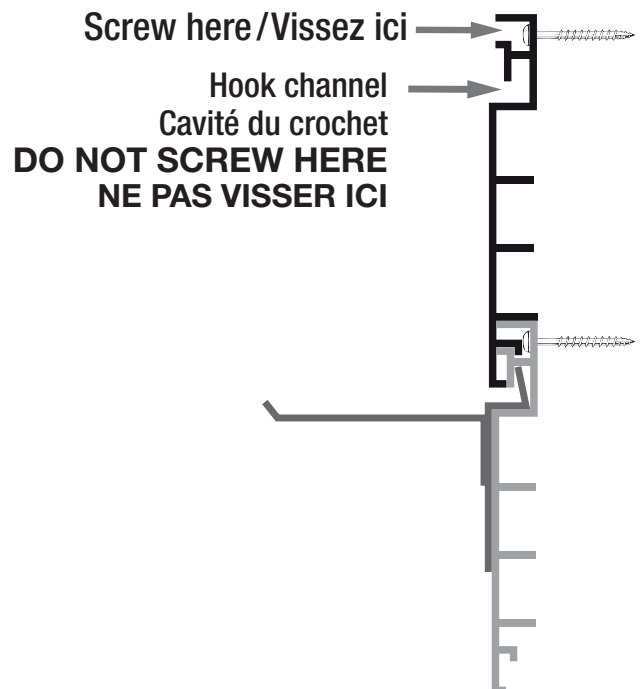 Screw here/Vissez ici
Hook channel
Cavité du crochet
DO NOT SCREW HERE
NE PAS VISSER ICI